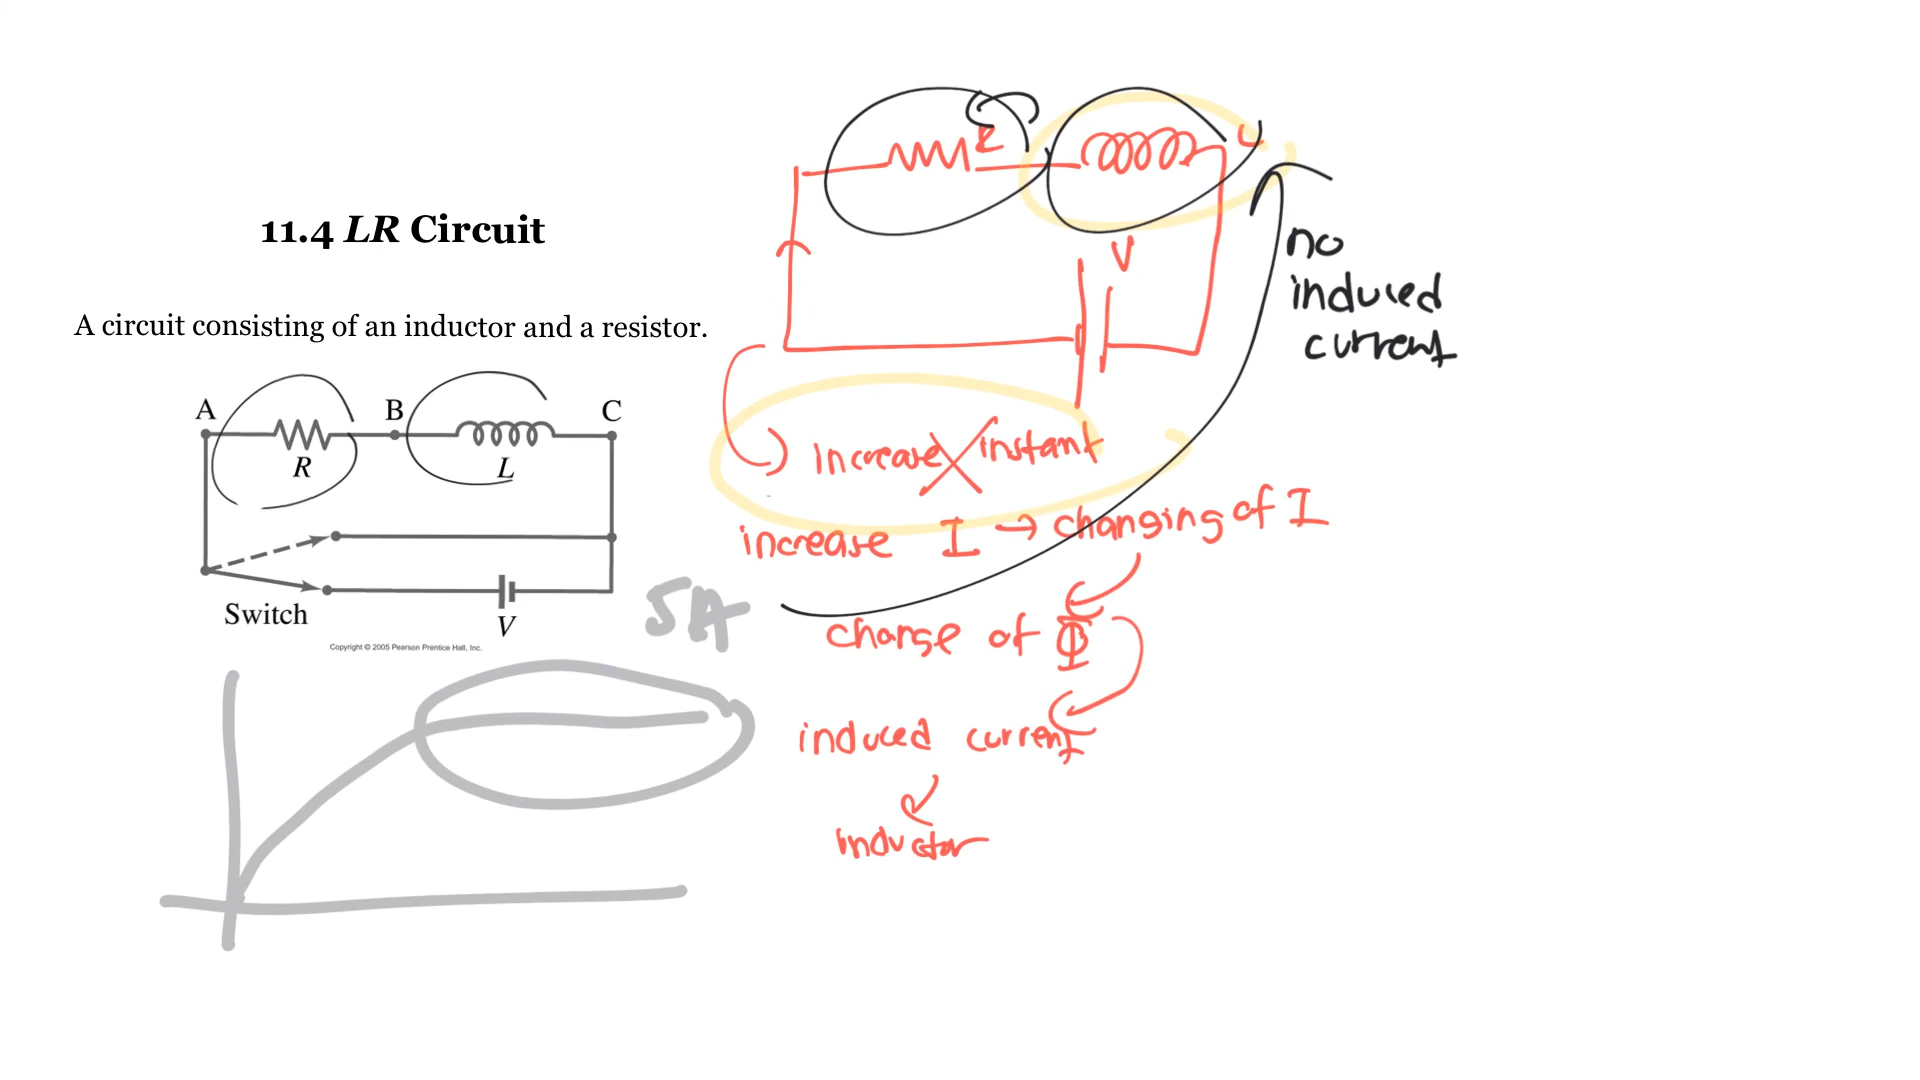 11.4 LR Circuit
A circuit consisting of an inductor and a resistor.
A
B
C
R
L
Switch
V
Copyright © 2005 Pearson Prentice Hall, Inc.
5A
R
L
V
no
induced
current
increase instant
increase I → changing of I
change of Φ
induced current
inductor